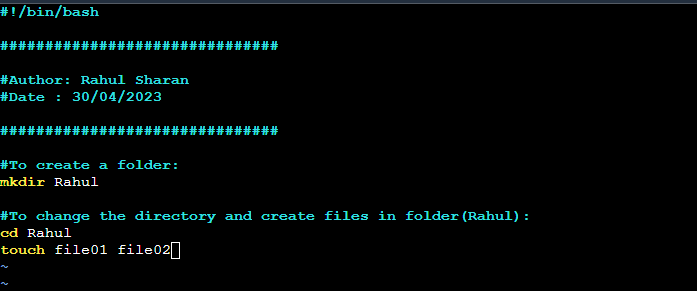 #!/bin/bash
###############################
#Author: Rahul Sharan
#Date : 30/04/2023
###############################
#To create a folder:
mkdir Rahul
#To change the directory and create files in folder(Rahul):
cd Rahul
touch file01 file02
~
~